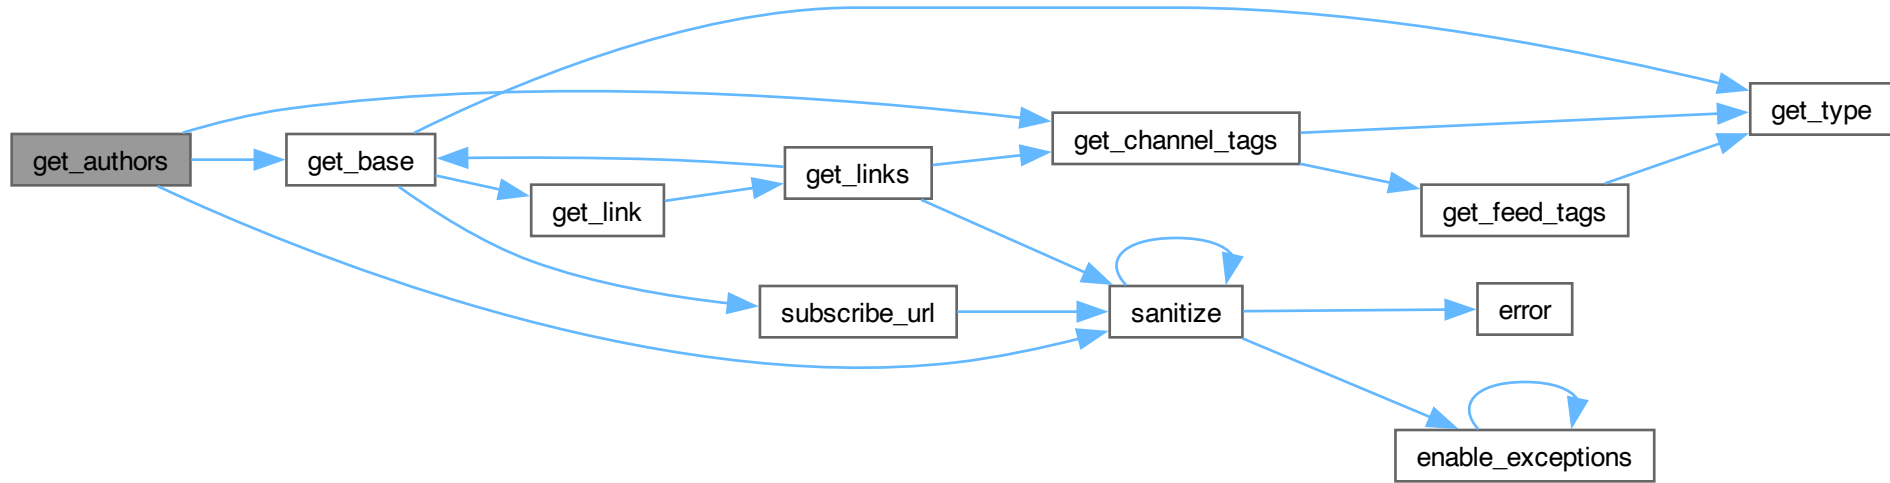 get_authors
get_base
get_link
get_links
get_channel_tags
get_type
get_feed_tags
subscribe_url
sanitize
error
enable_exceptions